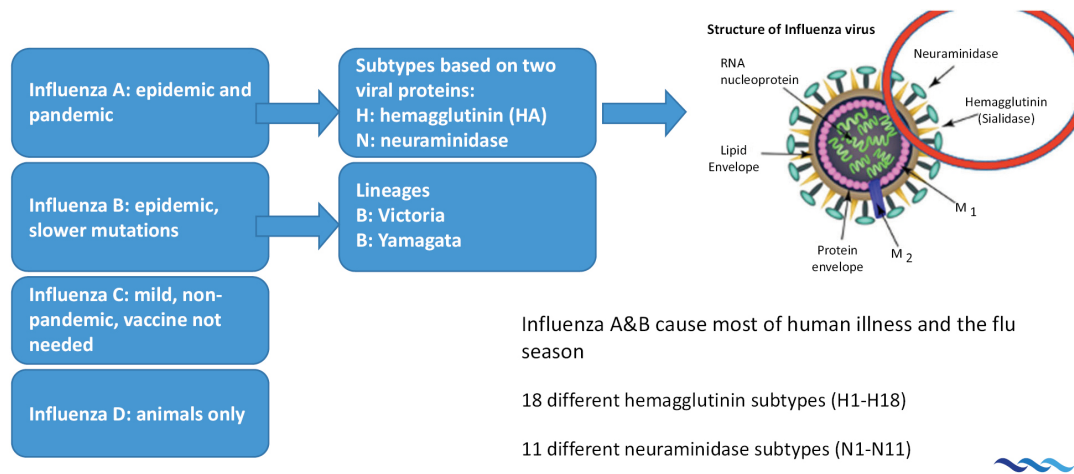 Influenza A: epidemic and
pandemic
Subtypes based on two
viral proteins:
H: hemagglutinin (HA)
N: neuraminidase
Influenza B: epidemic,
slower mutations
Lineages
B: Victoria
B: Yamagata
Influenza C: mild, non-
pandemic, vaccine not
needed
Influenza D: animals only
Structure of Influenza virus
RNA
nucleoprotein
Neuraminidase
Hemagglutinin
(Sialidase)
Lipid
Envelope
M 1
Protein
envelope
M 2
Influenza A&B cause most of human illness and the flu
season
18 different hemagglutinin subtypes (H1-H18)
11 different neuraminidase subtypes (N1-N11)